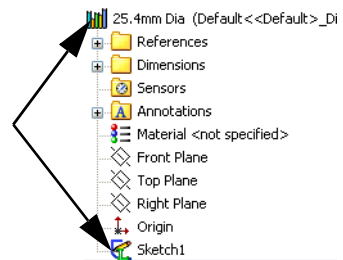 25.4mm Dia (Default<<Default>_Di
References
Dimensions
Sensors
A Annotations
Material <not specified>
Front Plane
Top Plane
Right Plane
Origin
Sketch1